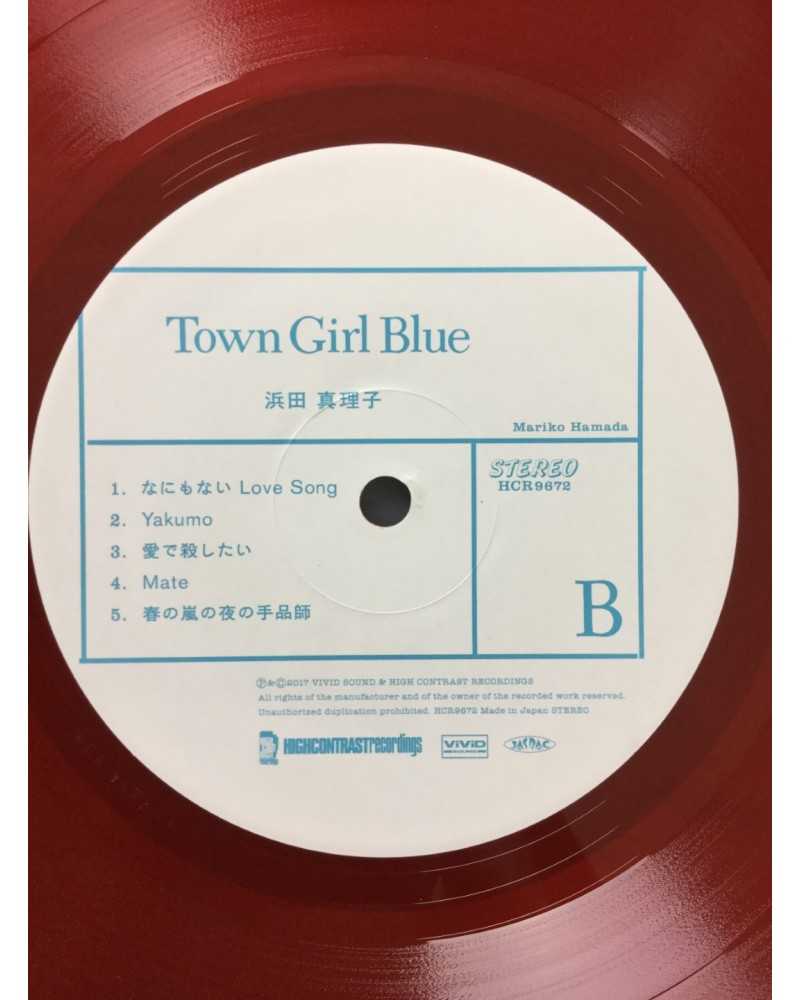 Town Girl Blue
浜田 真理子
Mariko Hamada
1. なにもない Love Song
2. Yakumo
3. 愛で殺したい
4. Mate
5. 春の嵐の夜の手品師
STEREO
HCR9672
B
Ⓟ&Ⓒ2017 VIVID SOUND & HIGH CONTRAST RECORDINGS
All rights of the manufacturer and of the owner of the recorded work reserved.
Unauthorized duplication prohibited. HCR9672 Made in Japan STEREO
HIGHCONTRASTrecordings
ViViD
JASRAC